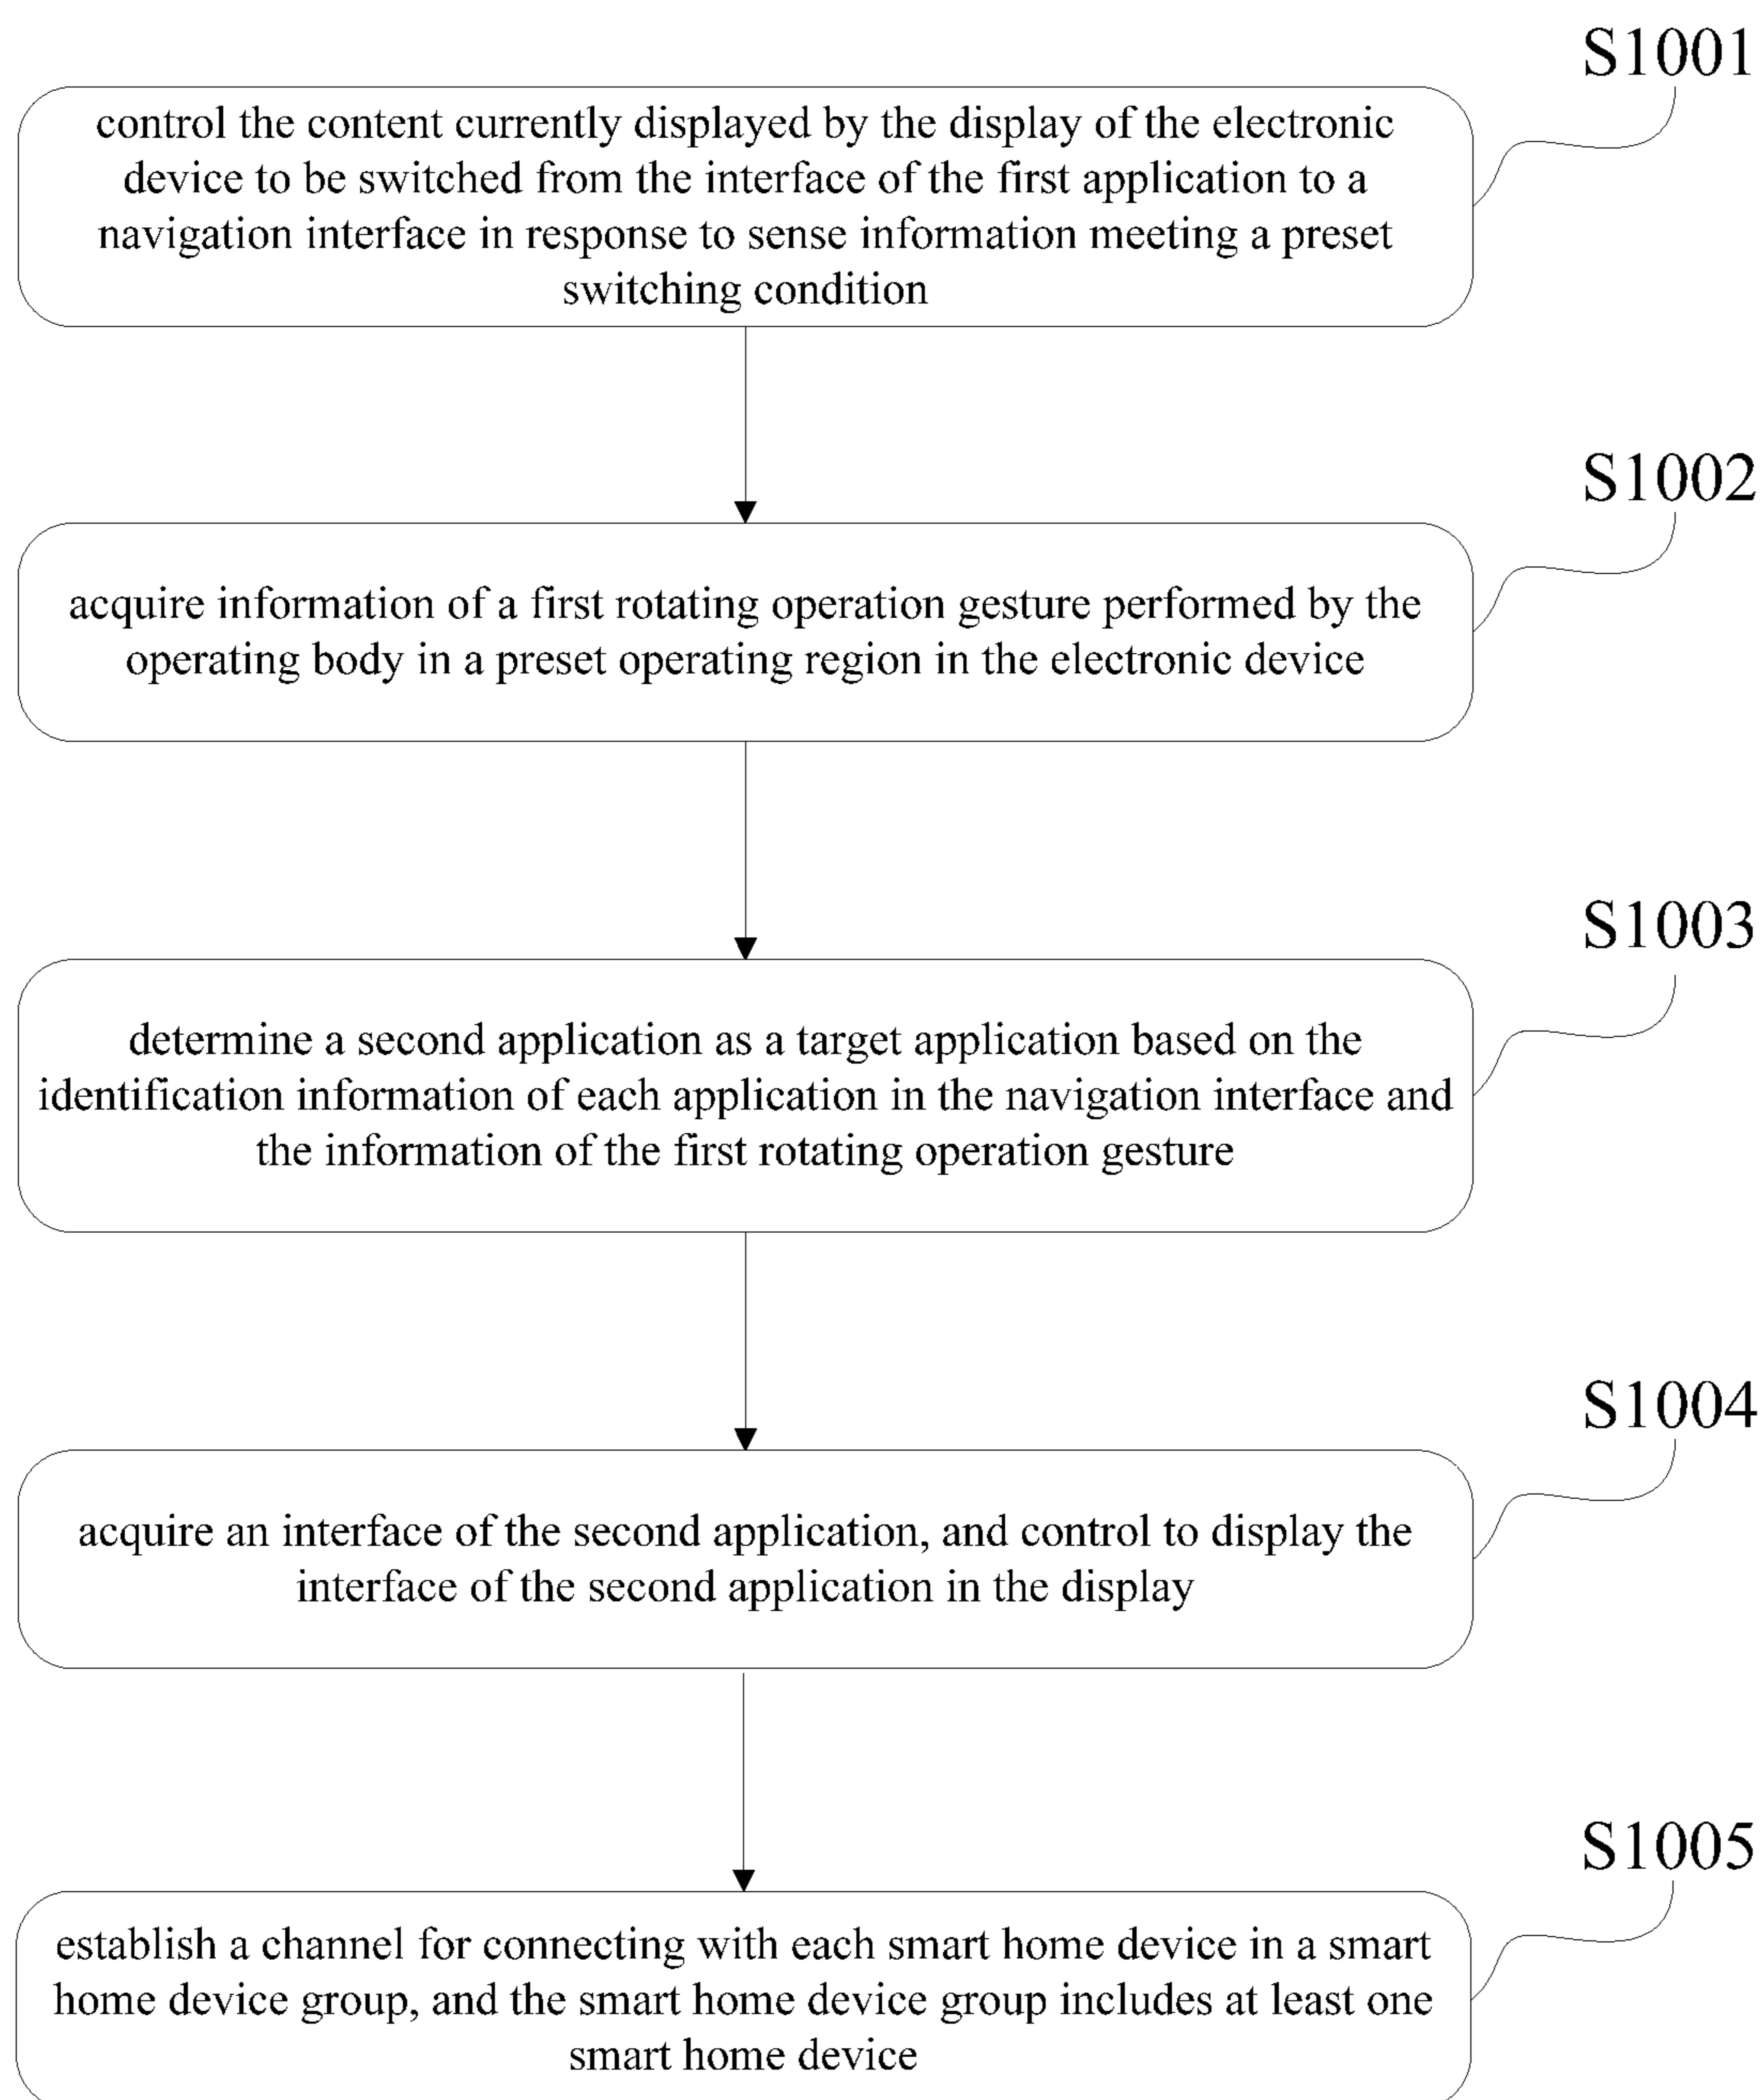 S1001
control the content currently displayed by the display of the electronic
device to be switched from the interface of the first application to a
navigation interface in response to sense information meeting a preset
switching condition
S1002
acquire information of a first rotating operation gesture performed by the
operating body in a preset operating region in the electronic device
S1003
determine a second application as a target application based on the
identification information of each application in the navigation interface and
the information of the first rotating operation gesture
S1004
acquire an interface of the second application, and control to display the
interface of the second application in the display
S1005
establish a channel for connecting with each smart home device in a smart
home device group, and the smart home device group includes at least one
smart home device